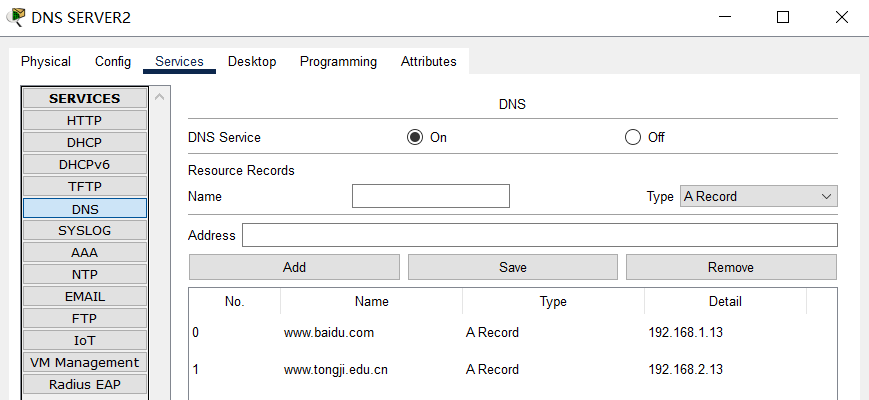 DNS SERVER2
Physical Config Services Desktop Programming Attributes
SERVICES
HTTP
DHCP
DHCPv6
TFTP
DNS
SYSLOG
AAA
NTP
EMAIL
FTP
IoT
VM Management
Radius EAP
DNS
DNS Service On Off
Resource Records
Name Type A Record
Address
Add Save Remove
No. Name Type Detail
0 www.baidu.com A Record 192.168.1.13
1 www.tongji.edu.cn A Record 192.168.2.13